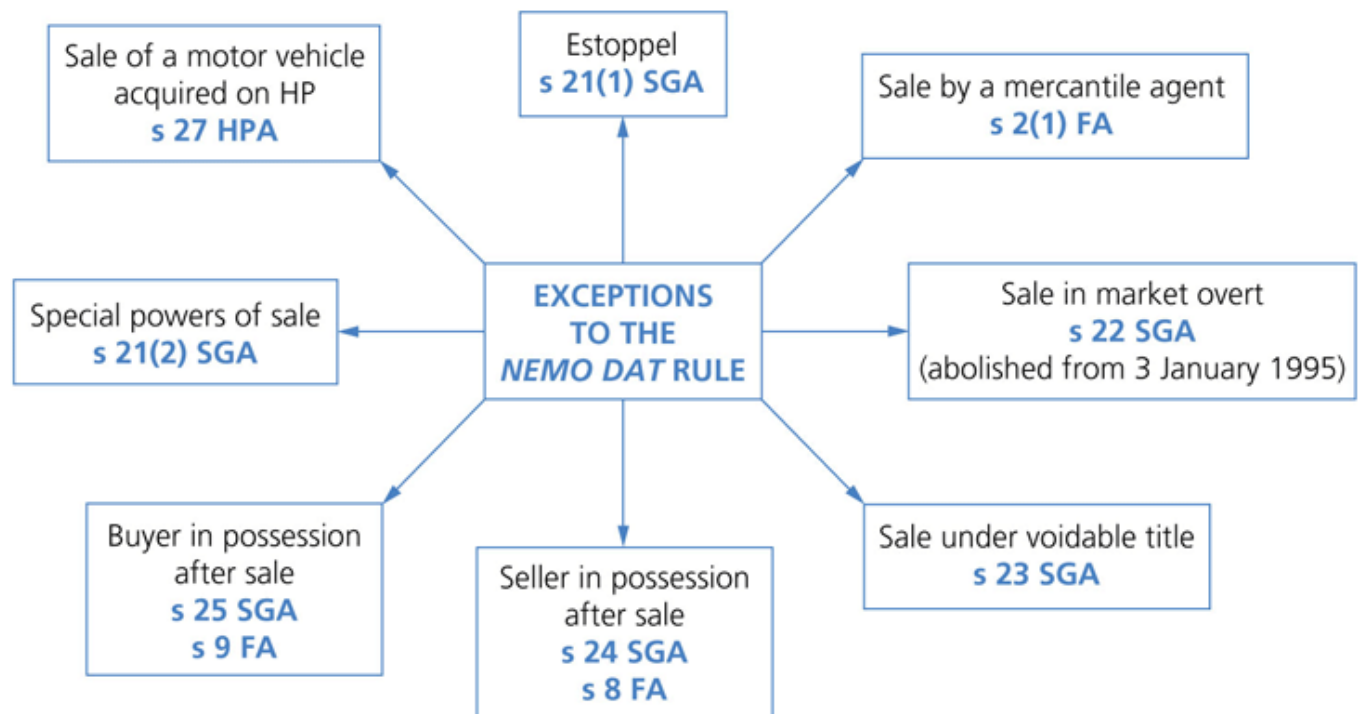 Sale of a motor vehicle
acquired on HP
s 27 HPA
Estoppel
s 21(1) SGA
Sale by a mercantile agent
s 2(1) FA
Special powers of sale
s 21(2) SGA
EXCEPTIONS
TO THE
NEMO DAT RULE
Sale in market overt
s 22 SGA
(abolished from 3 January 1995)
Buyer in possession
after sale
s 25 SGA
s 9 FA
Seller in possession
after sale
s 24 SGA
s 8 FA
Sale under voidable title
s 23 SGA